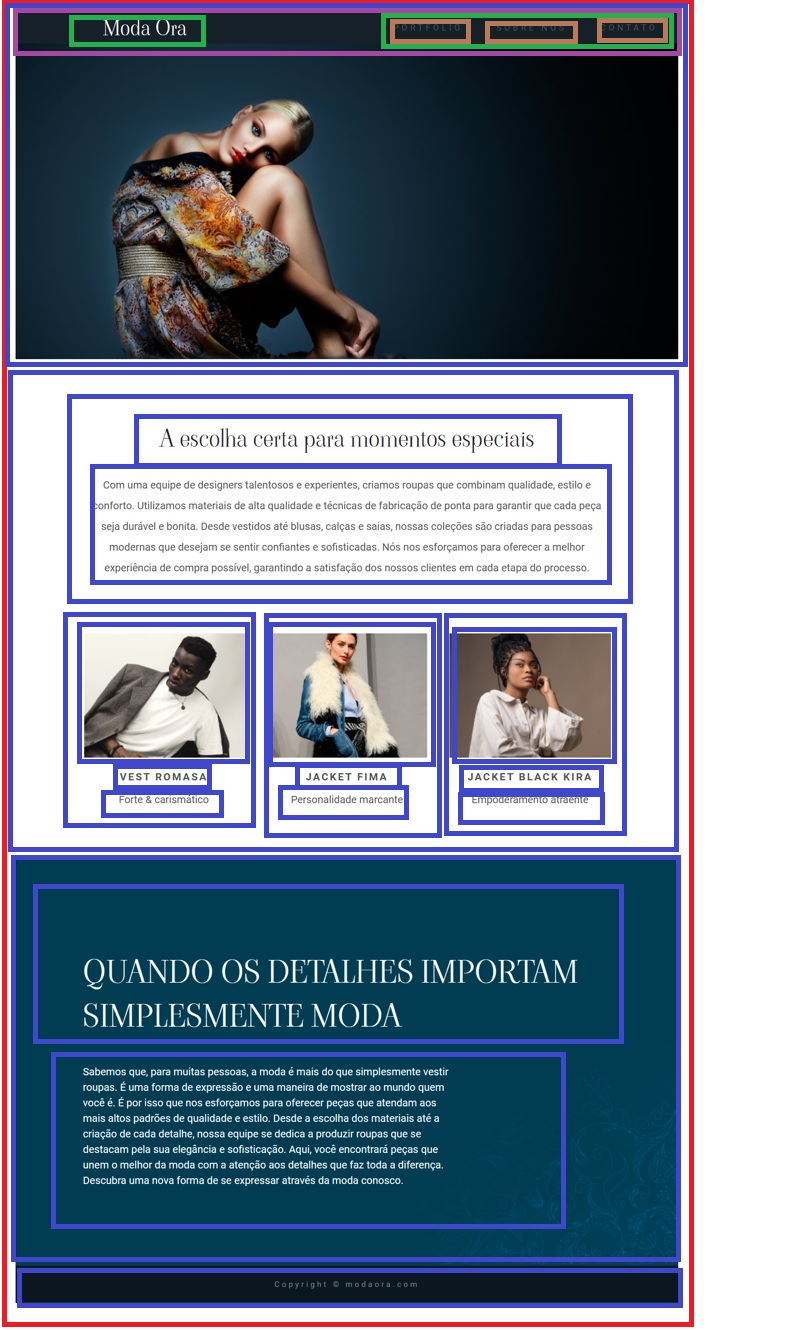 Moda Ora
PORTFOLIO SOBRE NÓS CONTATO
A escolha certa para momentos especiais
Com uma equipe de designers talentosos e experientes, criamos roupas que combinam qualidade, estilo e
conforto. Utilizamos materiais de alta qualidade e técnicas de fabricação de ponta para garantir que cada peça
seja durável e bonita. Desde vestidos até blusas, calças e saias, nossas coleções são criadas para pessoas
modernas que desejam se sentir confiantes e sofisticadas. Nós nos esforçamos para oferecer a melhor
experiência de compra possível, garantindo a satisfação dos nossos clientes em cada etapa do processo.
VEST ROMASA
Forte & carismático
JACKET FIMA
Personalidade marcante
JACKET BLACK KIRA
Empoderamento atraente
QUANDO OS DETALHES IMPORTAM
SIMPLESMENTE MODA
Sabemos que, para muitas pessoas, a moda é mais do que simplesmente vestir
roupas. É uma forma de expressão e uma maneira de mostrar ao mundo quem
você é. É por isso que nos esforçamos para oferecer peças que atendam aos
mais altos padrões de qualidade e estilo. Desde a escolha dos materiais até a
criação de cada detalhe, nossa equipe se dedica a produzir roupas que se
destacam pela sua elegância e sofisticação. Aqui, você encontrará peças que
unem o melhor da moda com a atenção aos detalhes que faz toda a diferença.
Descubra uma nova forma de se expressar através da moda conosco.
Copyright © modaora.com